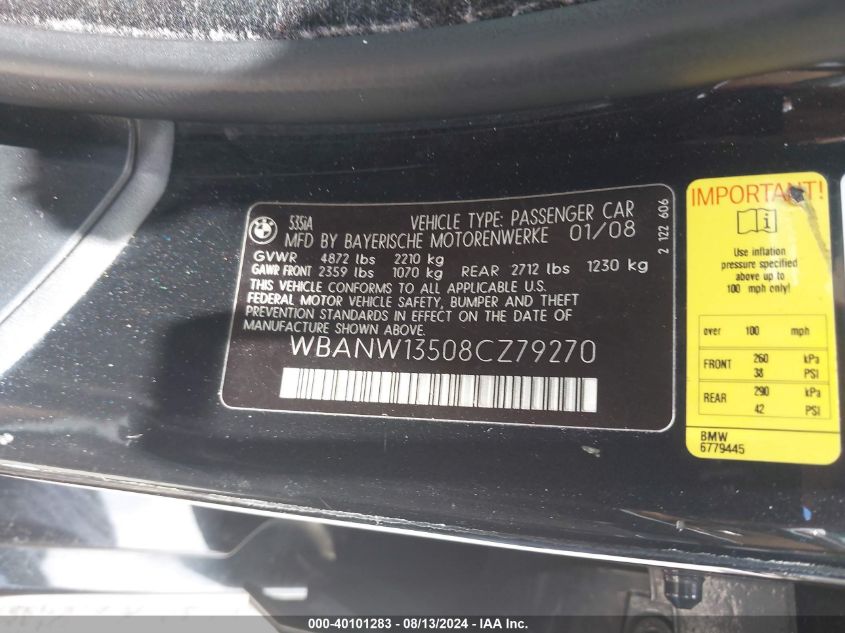 535iA VEHICLE TYPE: PASSENGER CAR
MFD BY BAYERISCHE MOTORENWERKE 01/08
GVWR 4872 lbs 2210 kg
GAWR FRONT 2359 lbs 1070 kg REAR 2712 lbs 1230 kg
THIS VEHICLE CONFORMS TO ALL APPLICABLE U.S.
FEDERAL MOTOR VEHICLE SAFETY, BUMPER AND THEFT
PREVENTION STANDARDS IN EFFECT ON THE DATE OF
MANUFACTURE SHOWN ABOVE.
WBANW13508CZ79270
2 122 606
IMPORTANT!
Use inflation
pressure specified
above up to
100 mph only!
over 100 mph
FRONT 260 kPa
38 PSI
REAR 290 kPa
42 PSI
BMW
6779445
000-40101283 - 08/13/2024 - Copyright © 2024 IAA, Inc.